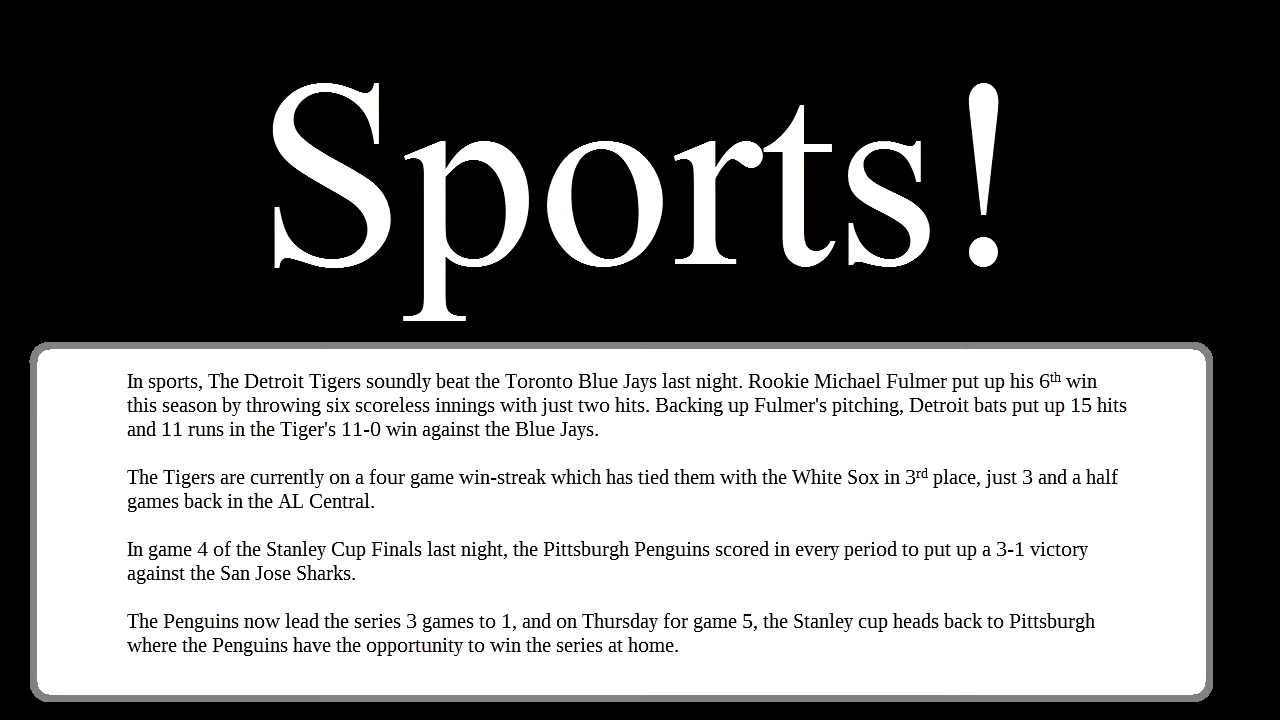 Sports!
In sports, The Detroit Tigers soundly beat the Toronto Blue Jays last night. Rookie Michael Fulmer put up his 6th win
this season by throwing six scoreless innings with just two hits. Backing up Fulmer's pitching, Detroit bats put up 15 hits
and 11 runs in the Tiger's 11-0 win against the Blue Jays.
The Tigers are currently on a four game win-streak which has tied them with the White Sox in 3rd place, just 3 and a half
games back in the AL Central.
In game 4 of the Stanley Cup Finals last night, the Pittsburgh Penguins scored in every period to put up a 3-1 victory
against the San Jose Sharks.
The Penguins now lead the series 3 games to 1, and on Thursday for game 5, the Stanley cup heads back to Pittsburgh
where the Penguins have the opportunity to win the series at home.